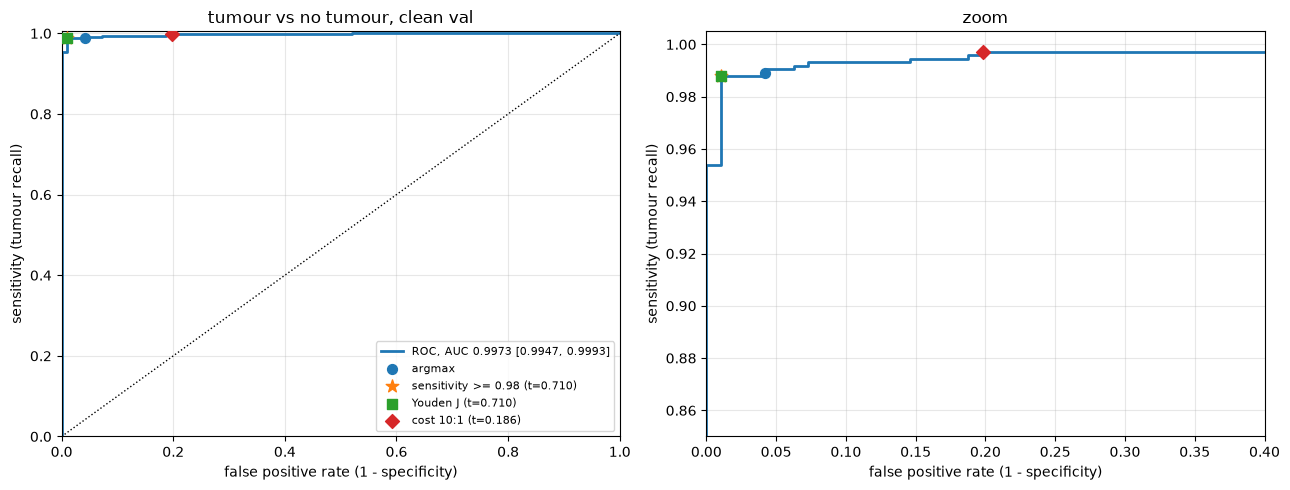 tumour vs no tumour, clean val
sensitivity (tumour recall)
1.0
0.8
0.6
0.4
0.2
0.0
ROC, AUC 0.9973 [0.9947, 0.9993]
argmax
sensitivity >= 0.98 (t=0.710)
Youden J (t=0.710)
cost 10:1 (t=0.186)
0.0 0.2 0.4 0.6 0.8 1.0
false positive rate (1 - specificity)
zoom
sensitivity (tumour recall)
1.00
0.98
0.96
0.94
0.92
0.90
0.88
0.86
0.00 0.05 0.10 0.15 0.20 0.25 0.30 0.35 0.40
false positive rate (1 - specificity)